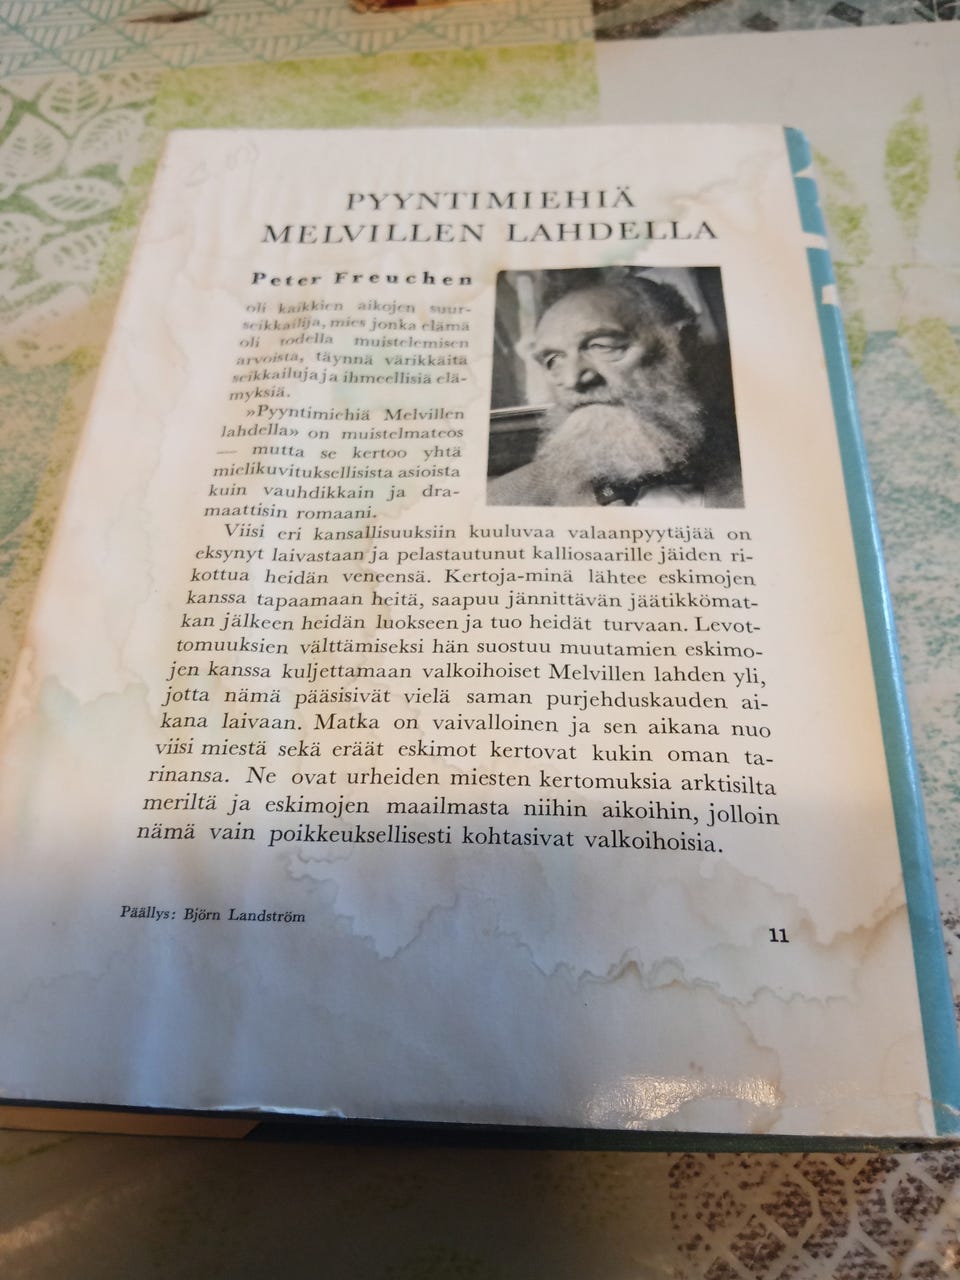 PYYNTIMIEHIÄ
MELVILLEN LAHDELLA
Peter Freuchen
oli kaikkien aikojen suur-
seikkailija, mies jonka elämä
oli todella muistelemisen
arvoista, täynnä värikkäitä
seikkailuja ja ihmeellisiä elä-
myksiä.
»Pyyntimiehiä Melvillen
lahdella» on muistelmateos
— mutta se kertoo yhtä
mielikuvituksellisista asioista
kuin vauhdikkain ja dra-
maattisin romaani.
Viisi eri kansallisuuksiin kuuluvaa valaanpyytäjää on
eksynyt laivastaan ja pelastautunut kalliosaarille jäiden ri-
kottua heidän veneensä. Kertoja-minä lähtee eskimojen
kanssa tapaamaan heitä, saapuu jännittävän jäätikkömat-
kan jälkeen heidän luokseen ja tuo heidät turvaan. Levot-
tomuuksien välttämiseksi hän suostuu muutamien eskimo-
jen kanssa kuljettamaan valkoihoiset Melvillen lahden yli,
jotta nämä pääsisivät vielä saman purjehduskauden ai-
kana laivaan. Matka on vaivalloinen ja sen aikana nuo
viisi miestä sekä eräät eskimot kertovat kukin oman ta-
rinansa. Ne ovat urheiden miesten kertomuksia arktisilta
meriltä ja eskimojen maailmasta niihin aikoihin, jolloin
nämä vain poikkeuksellisesti kohtasivat valkoihoisia.
Päällys: Björn Landström
11